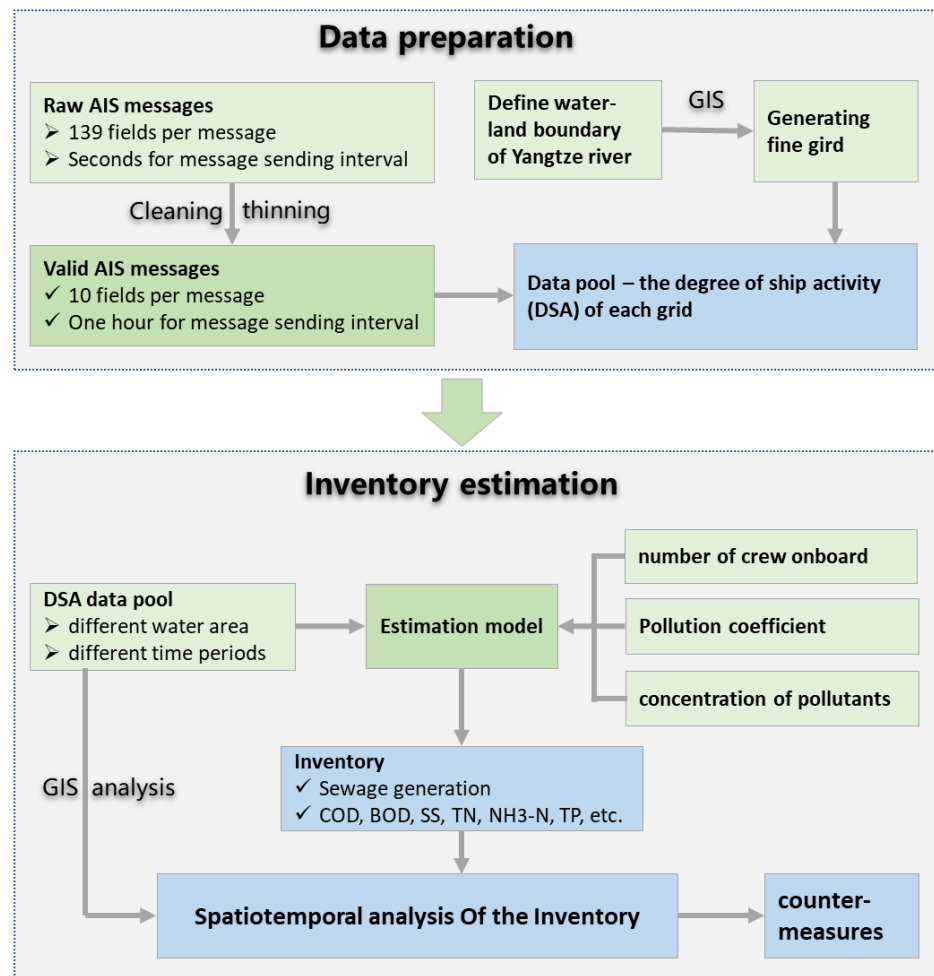 Data preparation
Raw AIS messages
➢ 139 fields per message
➢ Seconds for message sending interval
Cleaning thinning
Valid AIS messages
✓ 10 fields per message
✓ One hour for message sending interval
Define water-
land boundary
of Yangtze river
GIS
Generating
fine gird
Data pool – the degree of ship activity
(DSA) of each grid
Inventory estimation
DSA data pool
➢ different water area
➢ different time periods
Estimation model
number of crew onboard
Pollution coefficient
concentration of pollutants
Inventory
✓ Sewage generation
✓ COD, BOD, SS, TN, NH3-N, TP, etc.
GIS analysis
Spatiotemporal analysis Of the Inventory
counter-
measures